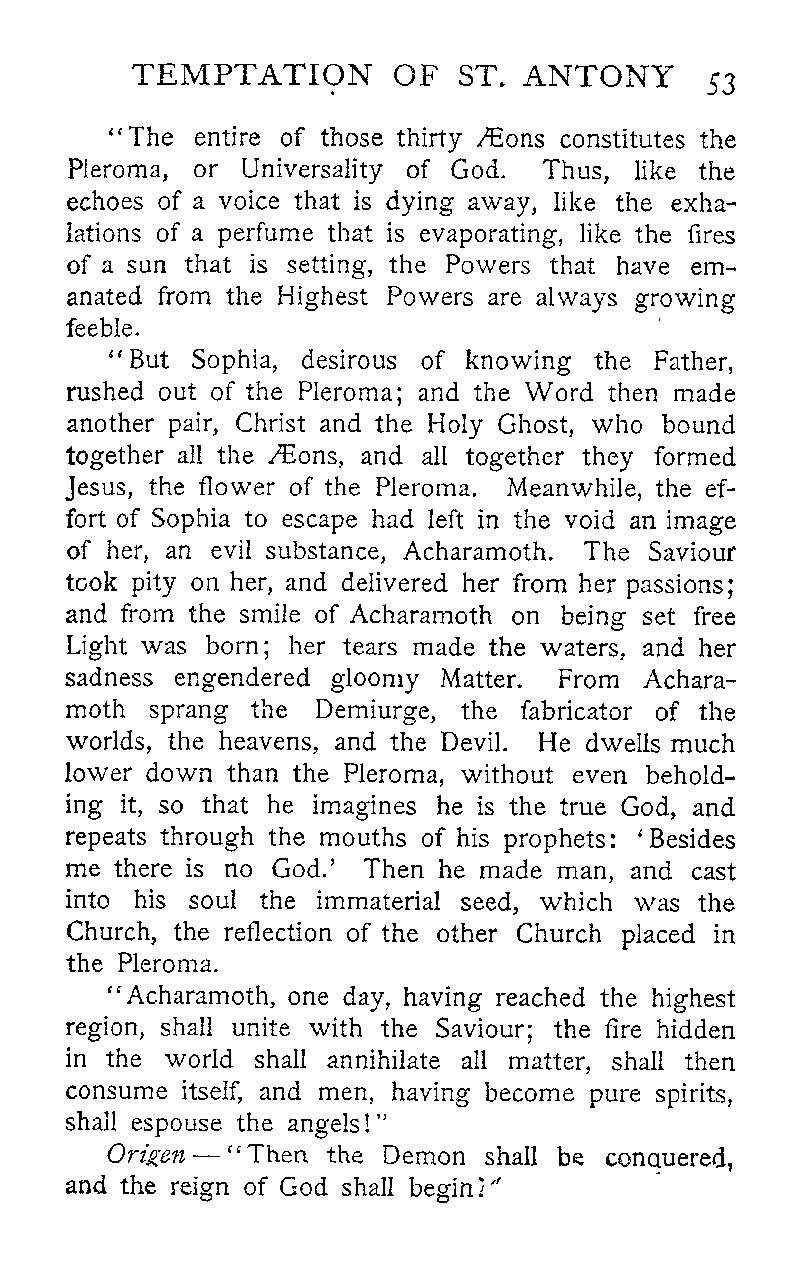 TEMPTATION OF ST. ANTONY 53
"The entire of those thirty Æons constitutes the
Pleroma, or Universality of God. Thus, like the
echoes of a voice that is dying away, like the exha-
lations of a perfume that is evaporating, like the fires
of a sun that is setting, the Powers that have em-
anated from the Highest Powers are always growing
feeble.
"But Sophia, desirous of knowing the Father,
rushed out of the Pleroma; and the Word then made
another pair, Christ and the Holy Ghost, who bound
together all the Æons, and all together they formed
Jesus, the flower of the Pleroma. Meanwhile, the ef-
fort of Sophia to escape had left in the void an image
of her, an evil substance, Acharamoth. The Saviour
took pity on her, and delivered her from her passions;
and from the smile of Acharamoth on being set free
Light was born; her tears made the waters, and her
sadness engendered gloomy Matter. From Achara-
moth sprang the Demiurge, the fabricator of the
worlds, the heavens, and the Devil. He dwells much
lower down than the Pleroma, without even behold-
ing it, so that he imagines he is the true God, and
repeats through the mouths of his prophets: 'Besides
me there is no God.' Then he made man, and cast
into his soul the immaterial seed, which was the
Church, the reflection of the other Church placed in
the Pleroma.
"Acharamoth, one day, having reached the highest
region, shall unite with the Saviour; the fire hidden
in the world shall annihilate all matter, shall then
consume itself, and men, having become pure spirits,
shall espouse the angels!"
Origen—"Then the Demon shall be conquered,
and the reign of God shall begin!"